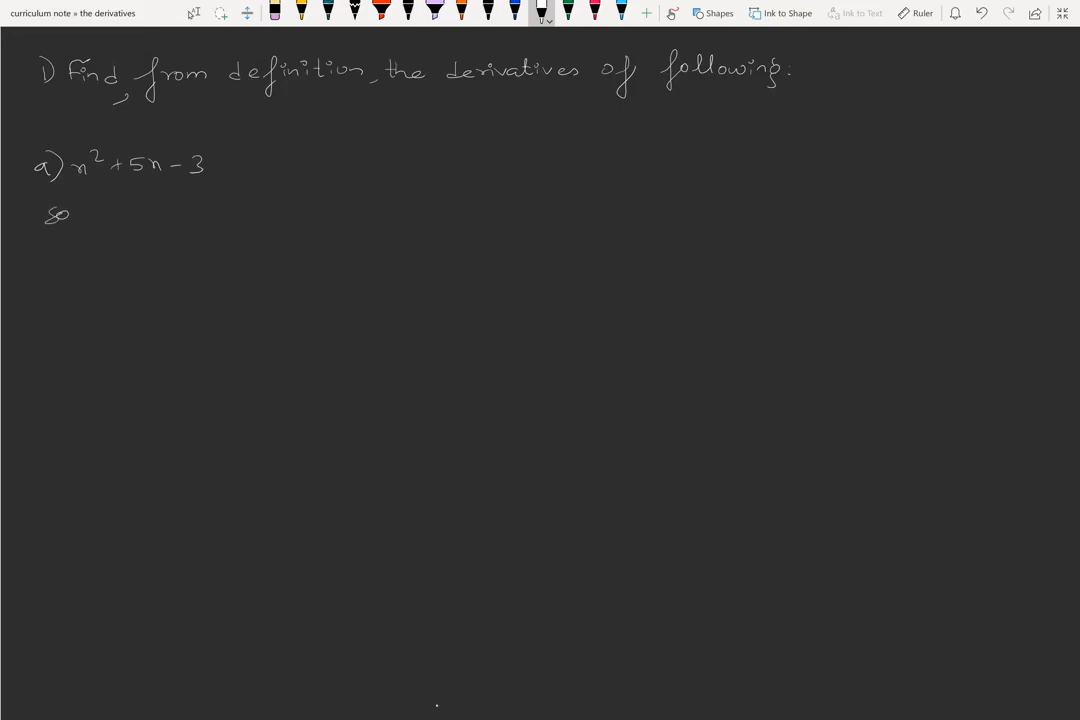 curriculum note » the derivatives
Shapes Ink to Shape Ink to Text Ruler
1) Find, from definition, the derivatives of following:
a) x² + 5x - 3
so